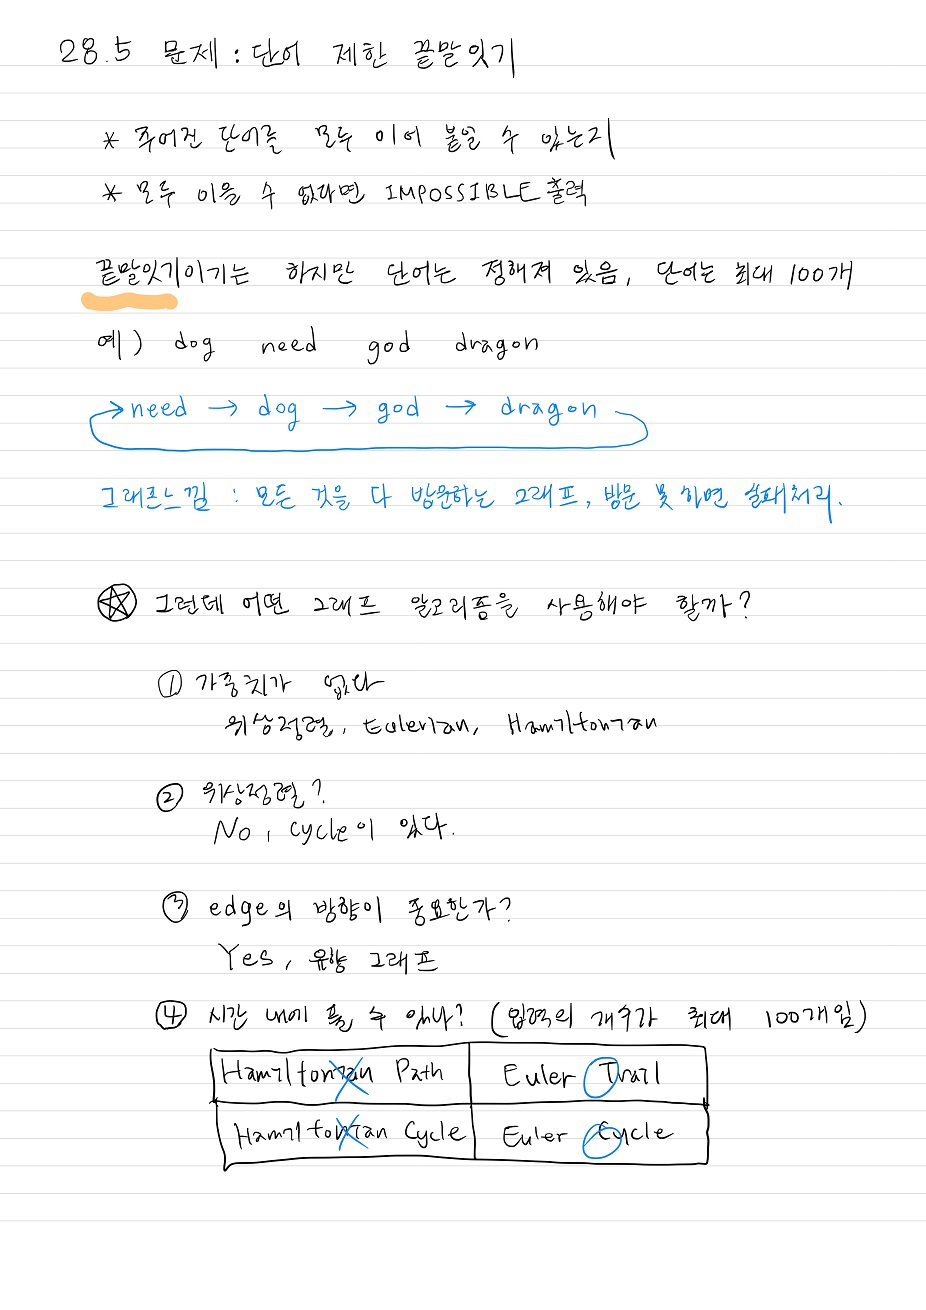 28.5 문제 : 단어 제한 끝말잇기
* 주어진 단어를 모두 이어 붙일 수 있는지
* 모두 이을 수 없다면 IMPOSSIBLE 출력
끝말잇기이기는 하지만 단어는 정해져 있음, 단어는 최대 100개
예) dog need god dragon
→ need → dog → god → dragon
그래프느낌 : 모든 것을 다 방문하는 그래프, 방문 못 하면 실패처리.
☆ 그런데 어떤 그래프 알고리즘을 사용해야 할까?
① 가중치가 없다
위상정렬, Eulerian, Hamiltonian
② 위상정렬?
No, cycle이 있다.
③ edge의 방향이 중요한가?
Yes, 유향 그래프
④ 시간 내에 풀 수 있나? (입력의 개수가 최대 100개임)
Hamiltonian Path Euler Trail
Hamiltonian Cycle Euler Cycle